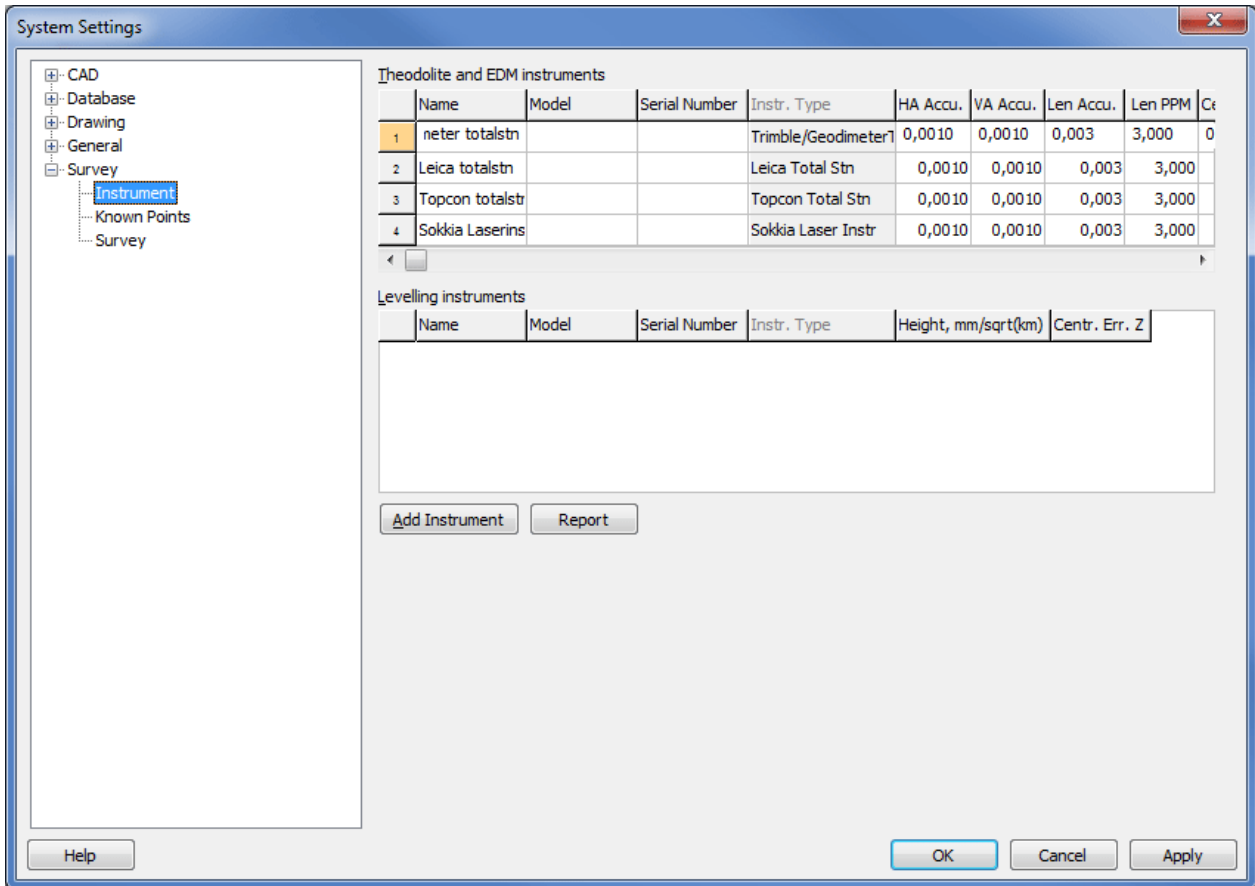 System Settings
CAD
Database
Drawing
General
Survey
Instrument
Known Points
Survey
Theodolite and EDM instruments
Name Model Serial Number Instr. Type HA Accu. VA Accu. Len Accu. Len PPM Ce
1 neter totalstn Trimble/GeodimeterT 0,0010 0,0010 0,003 3,000 0
2 Leica totalstn Leica Total Stn 0,0010 0,0010 0,003 3,000
3 Topcon totalstn Topcon Total Stn 0,0010 0,0010 0,003 3,000
4 Sokkia Laserins Sokkia Laser Instr 0,0010 0,0010 0,003 3,000
Levelling instruments
Name Model Serial Number Instr. Type Height, mm/sqrt(km) Centr. Err. Z
Add Instrument Report
Help OK Cancel Apply